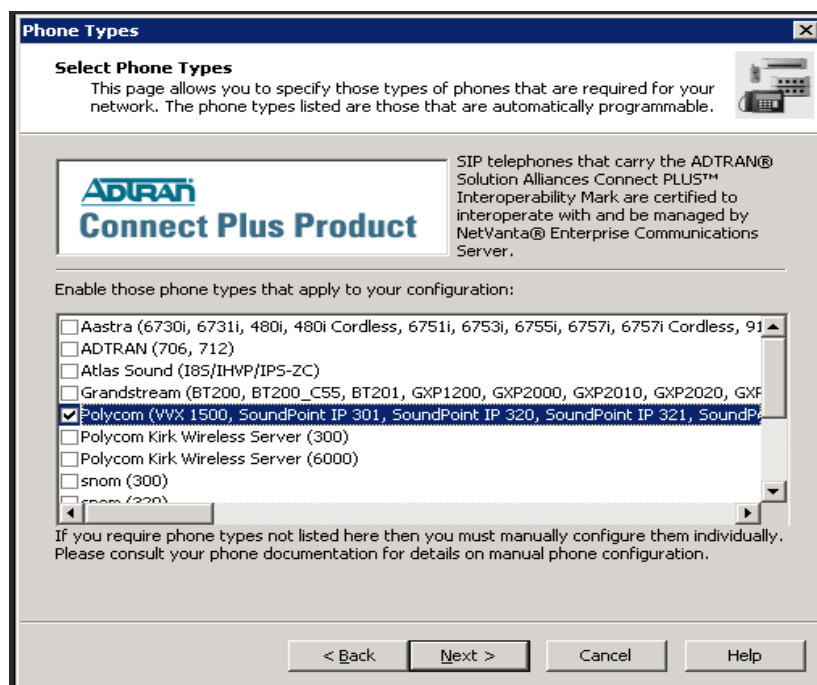 Phone Types
Select Phone Types
This page allows you to specify those types of phones that are required for your
network. The phone types listed are those that are automatically programmable.
ADTRAN
Connect Plus Product
SIP telephones that carry the ADTRAN®
Solution Alliances Connect PLUS™
Interoperability Mark are certified to
interoperate with and be managed by
NetVanta® Enterprise Communications
Server.
Enable those phone types that apply to your configuration:
Aastra (6730i, 6731i, 480i, 480i Cordless, 6751i, 6753i, 6755i, 6757i, 6757i Cordless, 91
ADTRAN (706, 712)
Atlas Sound (I8S/IHVP/IPS-ZC)
Grandstream (BT200, BT200_C55, BT201, GXP1200, GXP2000, GXP2010, GXP2020, GXP
Polycom (VVX 1500, SoundPoint IP 301, SoundPoint IP 320, SoundPoint IP 321, SoundP
Polycom Kirk Wireless Server (300)
Polycom Kirk Wireless Server (6000)
snom (300)
snom (320)
If you require phone types not listed here then you must manually configure them individually.
Please consult your phone documentation for details on manual phone configuration.
< Back
Next >
Cancel
Help